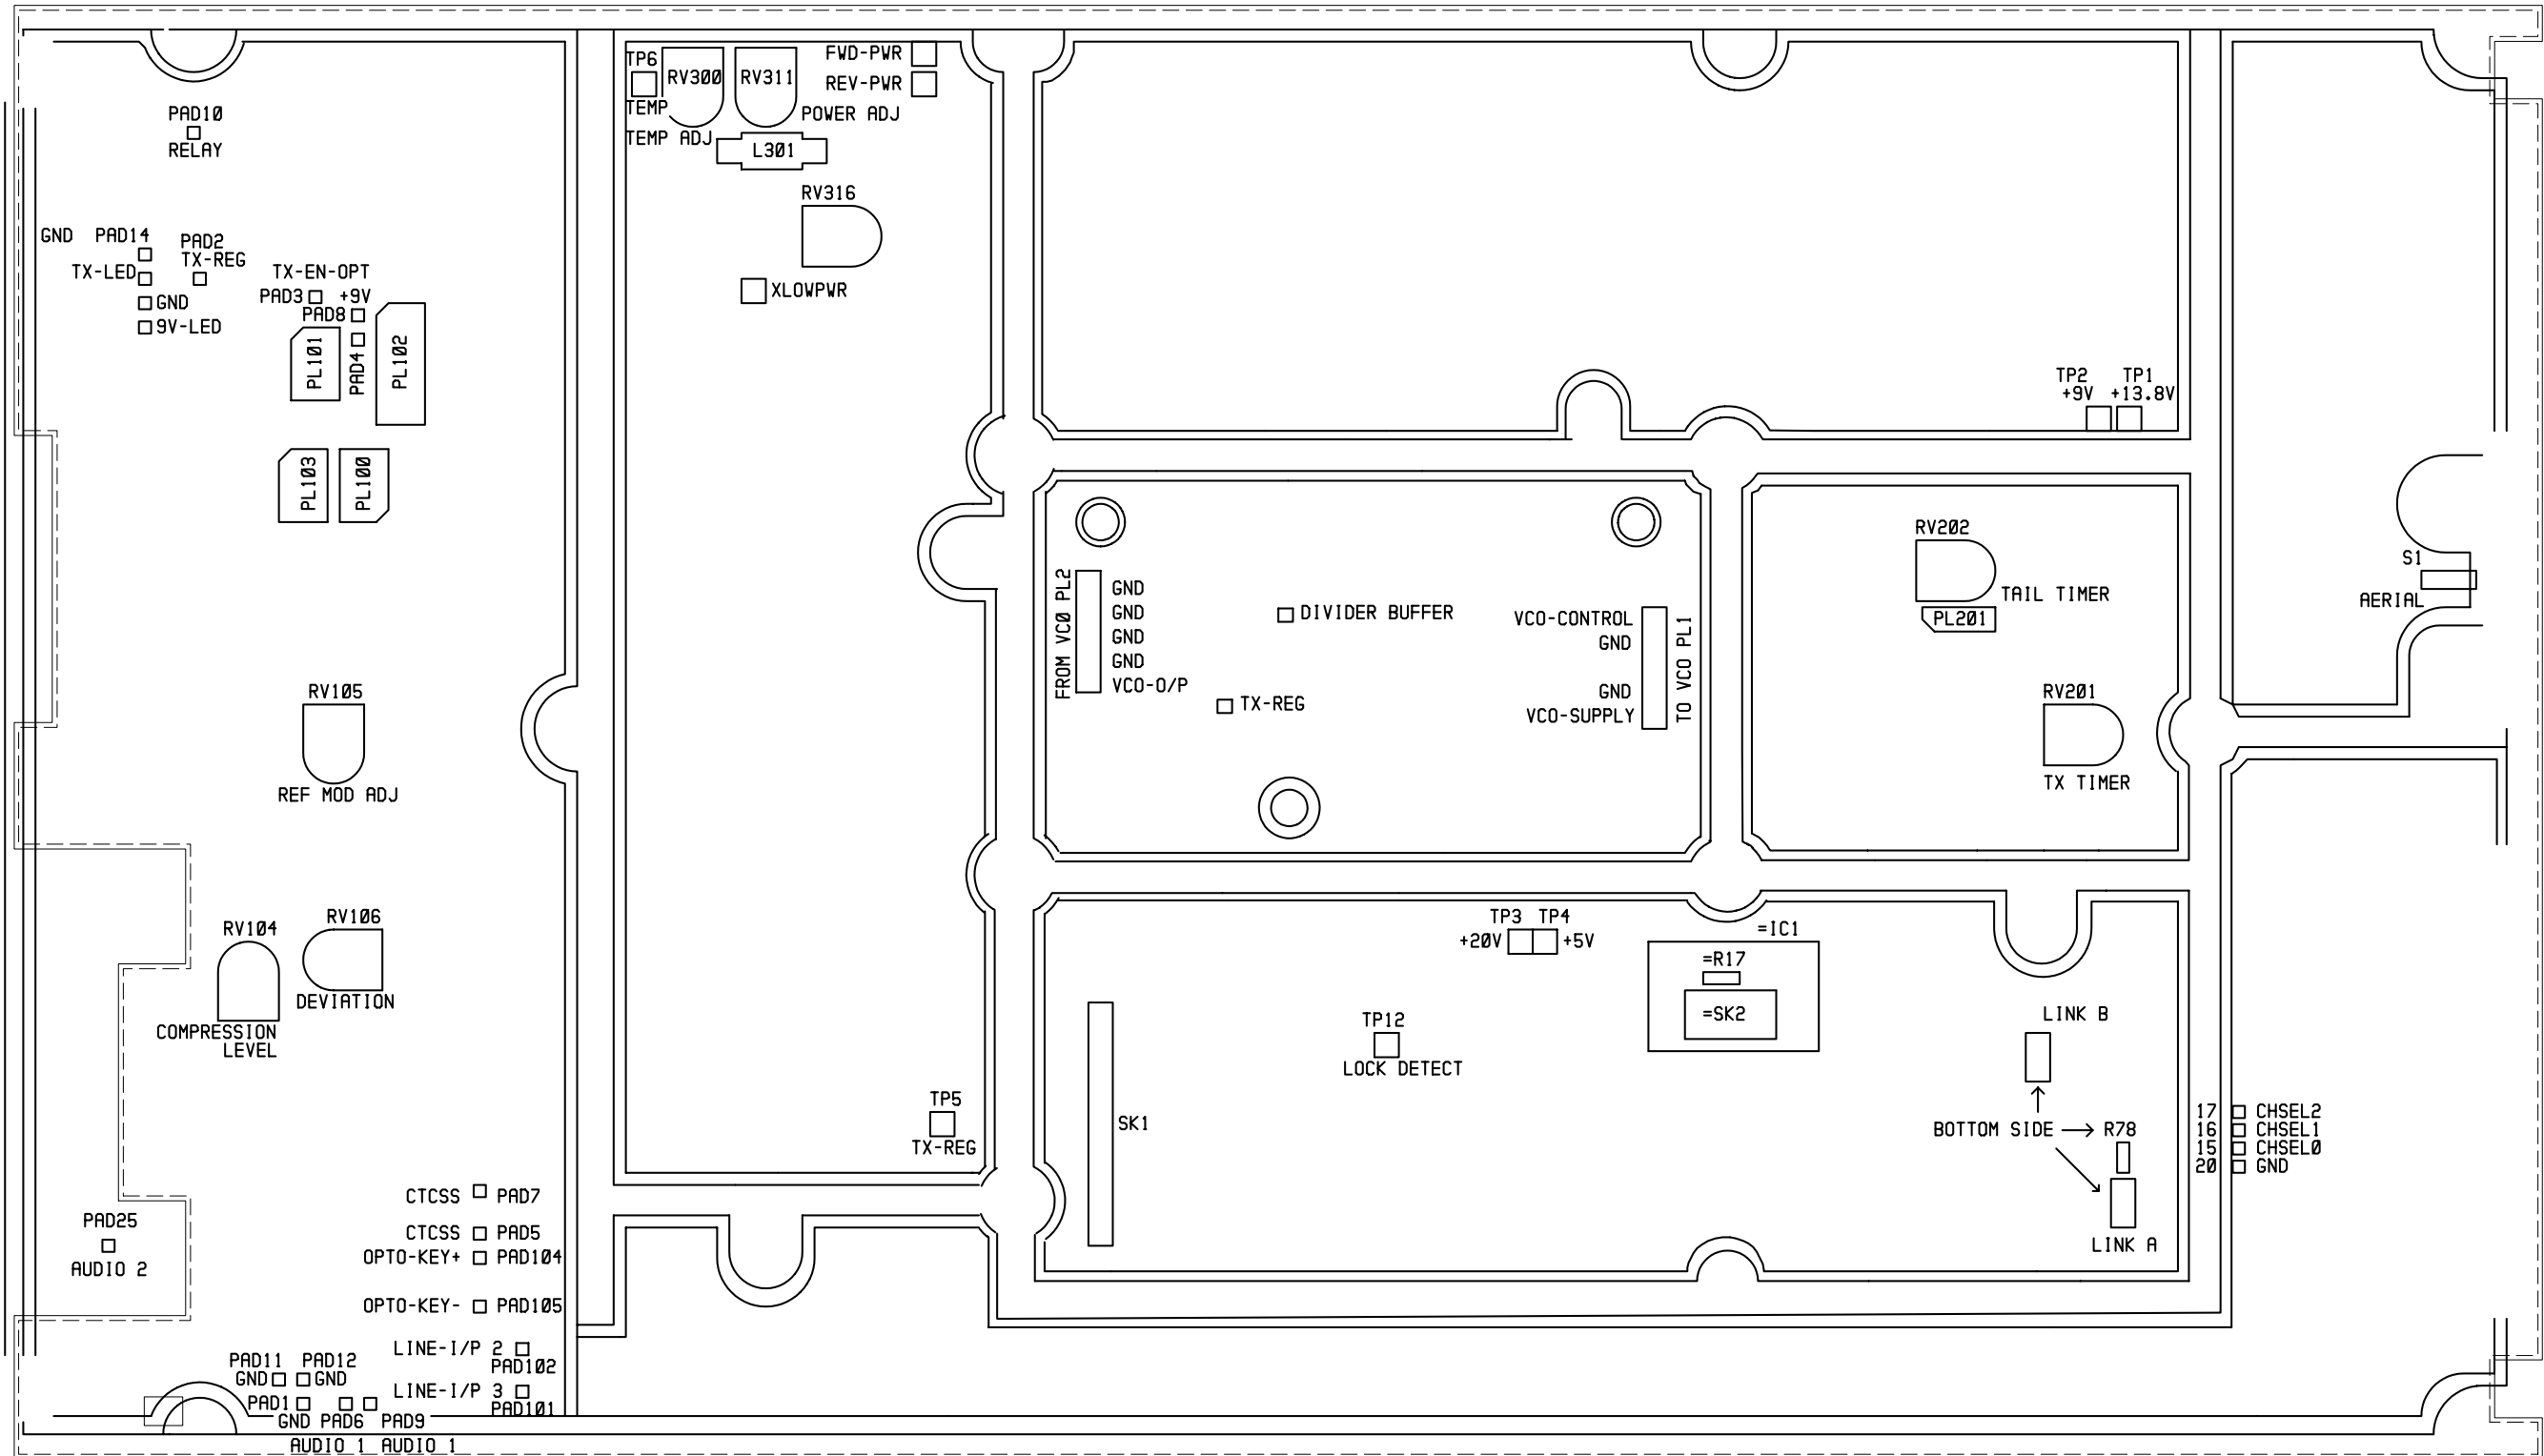 TP6
RV300
RV311
FWD-PWR
REV-PWR
TEMP
POWER ADJ
TEMP ADJ
L301
PAD10
RELAY
RV316
XLOWPWR
GND PAD14
PAD2
TX-REG
TX-LED
GND
9V-LED
TX-EN-OPT
PAD3
+9V
PAD8
PL101
PAD4
PL102
PL103
PL100
TP2
TP1
+9V
+13.8V
RV202
TAIL TIMER
PL201
S1
AERIAL
FROM VCO PL2
GND
GND
GND
GND
VCO-O/P
DIVIDER BUFFER
TX-REG
VCO-CONTROL
GND
GND
VCO-SUPPLY
TO VCO PL1
RV201
TX TIMER
RV105
REF MOD ADJ
RV104
RV106
DEVIATION
COMPRESSION
LEVEL
TP3
TP4
+20V
+5V
=IC1
=R17
=SK2
TP12
LOCK DETECT
LINK B
BOTTOM SIDE
R78
LINK A
SK1
TP5
TX-REG
17 CHSEL2
16 CHSEL1
15 CHSEL0
20 GND
CTCSS PAD7
CTCSS PAD5
OPTO-KEY+ PAD104
OPTO-KEY- PAD105
PAD25
AUDIO 2
LINE-I/P 2
PAD102
LINE-I/P 3
PAD101
PAD11 PAD12
GND GND
PAD1
GND PAD6 PAD9
AUDIO 1 AUDIO 1